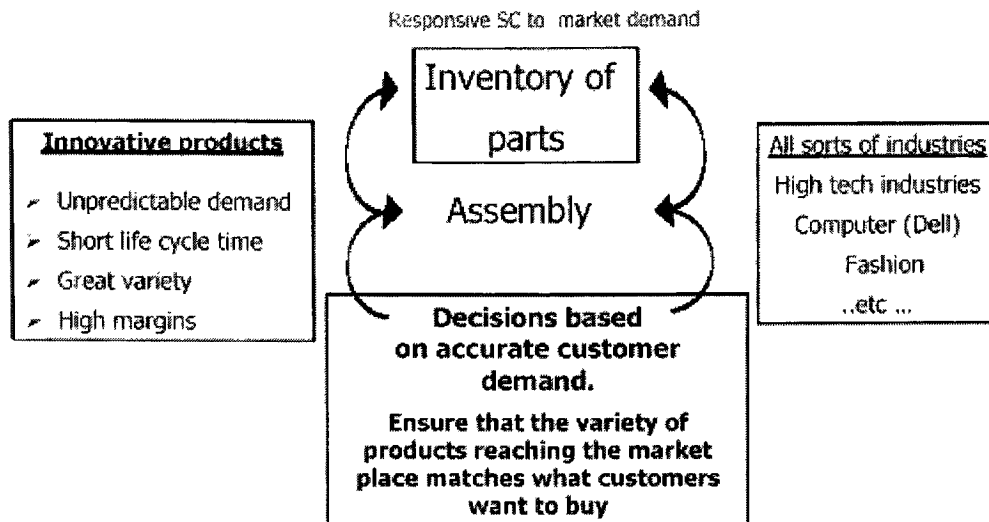 Responsive SC to market demand
Inventory of
parts
Assembly
Innovative products
➢ Unpredictable demand
➢ Short life cycle time
➢ Great variety
➢ High margins
All sorts of industries
High tech industries
Computer (Dell)
Fashion
..etc ...
Decisions based
on accurate customer
demand.
Ensure that the variety of
products reaching the market
place matches what customers
want to buy